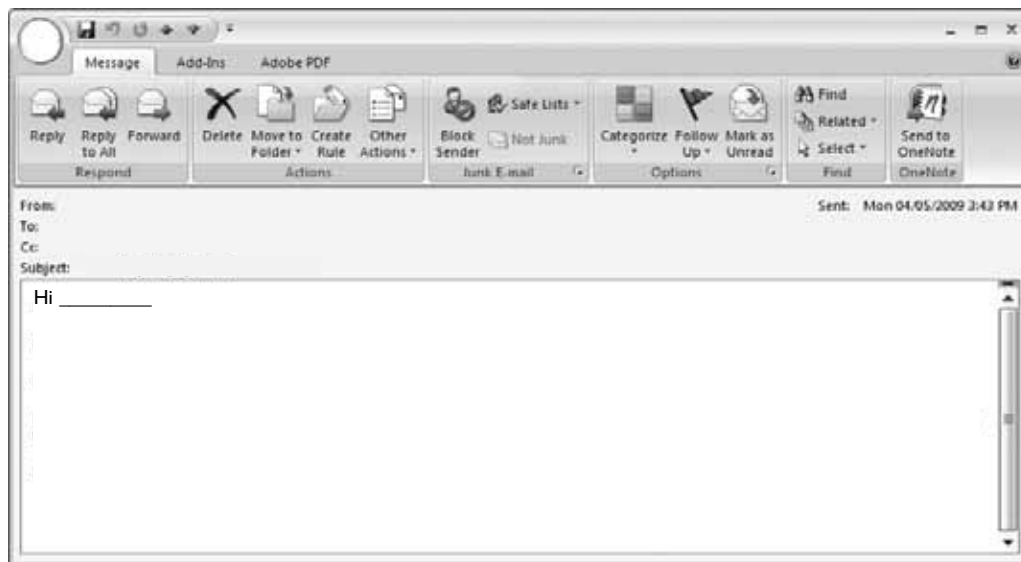 Message Add-Ins Adobe PDF
Reply Reply to All Forward Delete Move to Folder Create Rule Other Actions Block Sender Safe Lists Not Junk Categorize Follow Up Mark as Unread Find Related Select Send to OneNote
Respond Actions Junk E-mail Options Find OneNote
From: Sent: Mon 04/05/2009 3:43 PM
To:
Cc:
Subject:
Hi ________